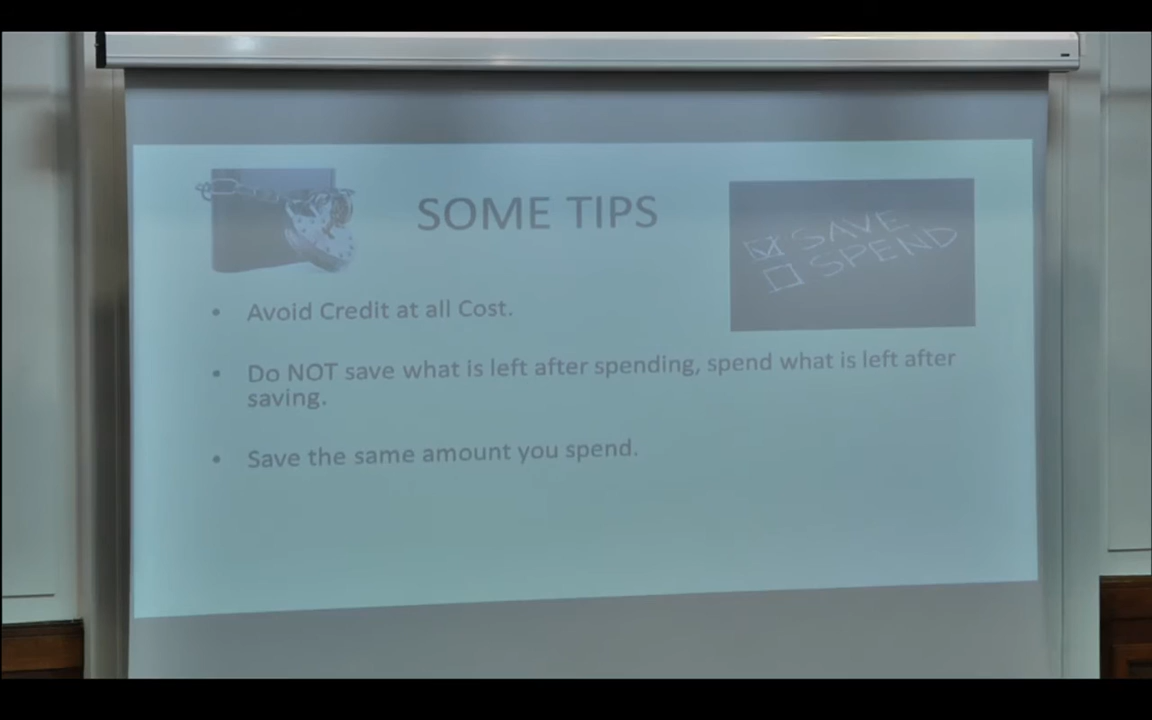 SOME TIPS
SAVE
SPEND
• Avoid Credit at all Cost.
• Do NOT save what is left after spending, spend what is left after
saving.
• Save the same amount you spend.